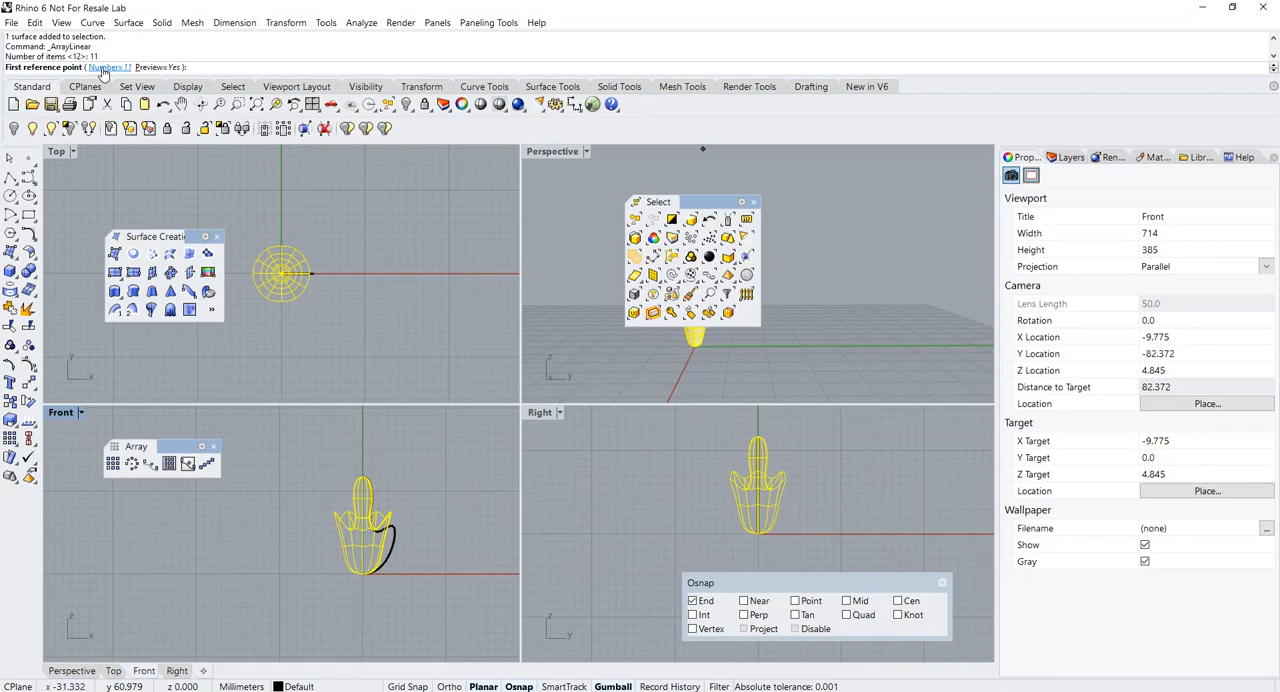 Rhino 6 Not For Resale Lab
File Edit View Curve Surface Solid Mesh Dimension Transform Tools Analyze Render Panels Paneling Tools Help
1 surface added to selection.
Command: _ArrayLinear
Number of items <12>: 11
First reference point ( Number=11 Preview=Yes ):
Standard CPlanes Set View Display Select Viewport Layout Visibility Transform Curve Tools Surface Tools Solid Tools Mesh Tools Render Tools Drafting New in V6
Top
Perspective
Prop... Layers Ren... Mat... Libr... Help
Surface Creati
Select
Viewport
Title Front
Width 714
Height 385
Projection Parallel
Camera
Lens Length 50.0
Rotation 0.0
X Location -9.775
Y Location -82.372
Z Location 4.845
Distance to Target 82.372
Location Place...
Target
X Target -9.775
Y Target 0.0
Z Target 4.845
Location Place...
Wallpaper
Filename (none) ...
Show
Gray
y
x
z
x y
Front
Right
Array
z
x
z
y
Osnap
End Near Point Mid Cen
Int Perp Tan Quad Knot
Vertex Project Disable
Perspective Top Front Right
CPlane x -31.332 y 60.979 z 0.000 Millimeters Default Grid Snap Ortho Planar Osnap SmartTrack Gumball Record History Filter Absolute tolerance: 0.001